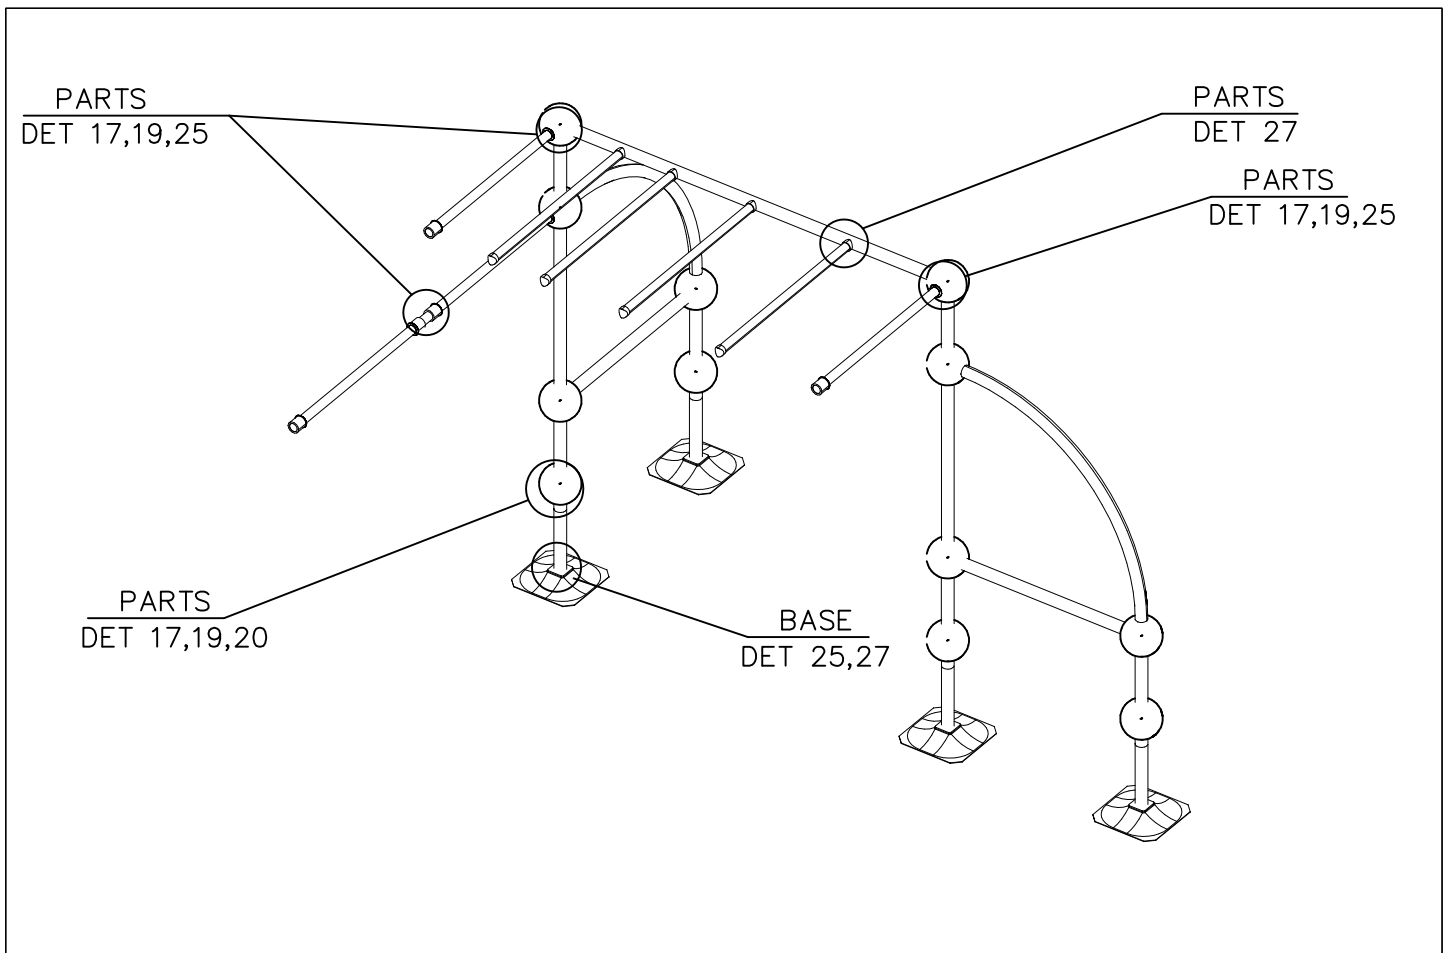 PARTS
DET 17,19,25
PARTS
DET 27
PARTS
DET 17,19,25
PARTS
DET 17,19,20
BASE
DET 25,27